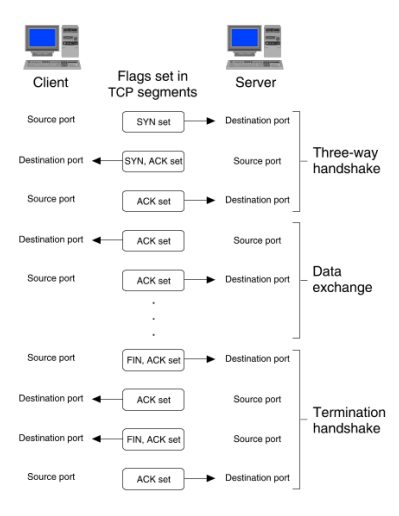 Client
Flags set in
TCP segments
Server
Source port
SYN set
Destination port
Destination port
SYN, ACK set
Source port
Three-way
handshake
Source port
ACK set
Destination port
Destination port
ACK set
Source port
Data
exchange
Source port
ACK set
Destination port
.
.
.
Source port
FIN, ACK set
Destination port
Destination port
ACK set
Source port
Termination
handshake
Destination port
FIN, ACK set
Source port
Source port
ACK set
Destination port